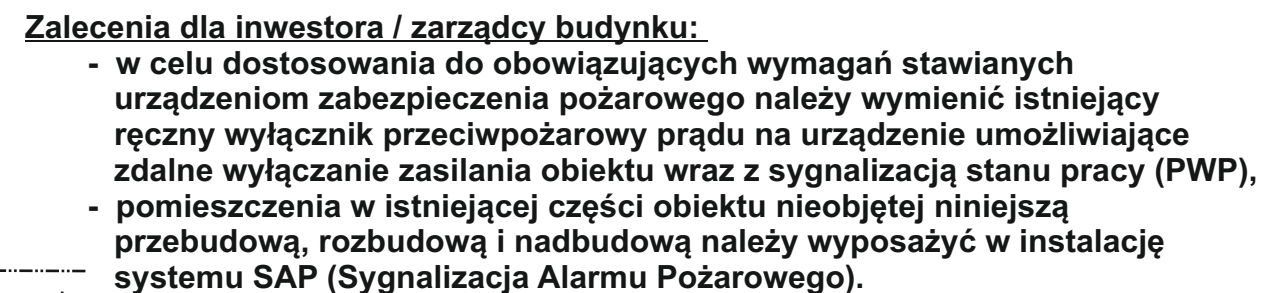 Zalecenia dla inwestora / zarządcy budynku:
- w celu dostosowania do obowiązujących wymagań stawianych
urządzeniom zabezpieczenia pożarowego należy wymienić istniejący
ręczny wyłącznik przeciwpożarowy prądu na urządzenie umożliwiające
zdalne wyłączanie zasilania obiektu wraz z sygnalizacją stanu pracy (PWP),
- pomieszczenia w istniejącej części obiektu nieobjętej niniejszą
przebudową, rozbudową i nadbudową należy wyposażyć w instalację
systemu SAP (Sygnalizacja Alarmu Pożarowego).